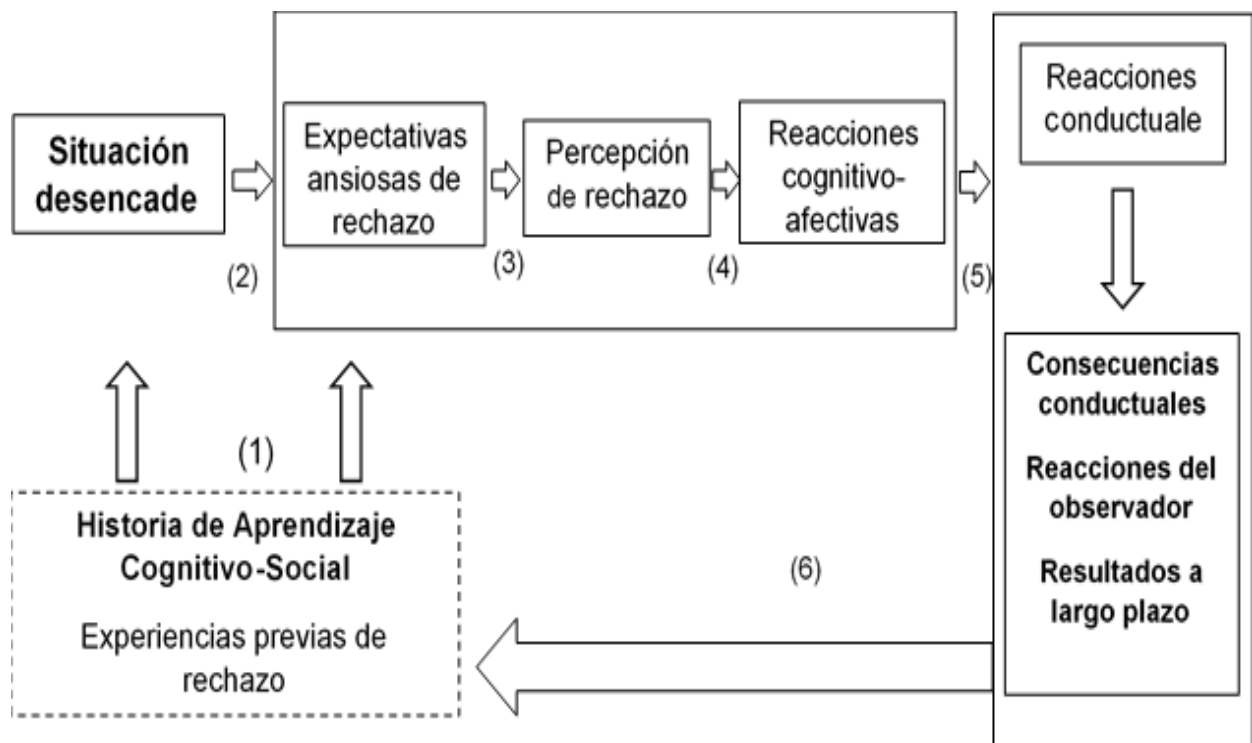 Situación
desencade
(2)
Expectativas
ansiosas de
rechazo
(3)
Percepción
de rechazo
(4)
Reacciones
cognitivo-
afectivas
(5)
Reacciones
conductuale
Consecuencias
conductuales
Reacciones del
observador
Resultados a
largo plazo
(6)
(1)
Historia de Aprendizaje
Cognitivo-Social
Experiencias previas de
rechazo